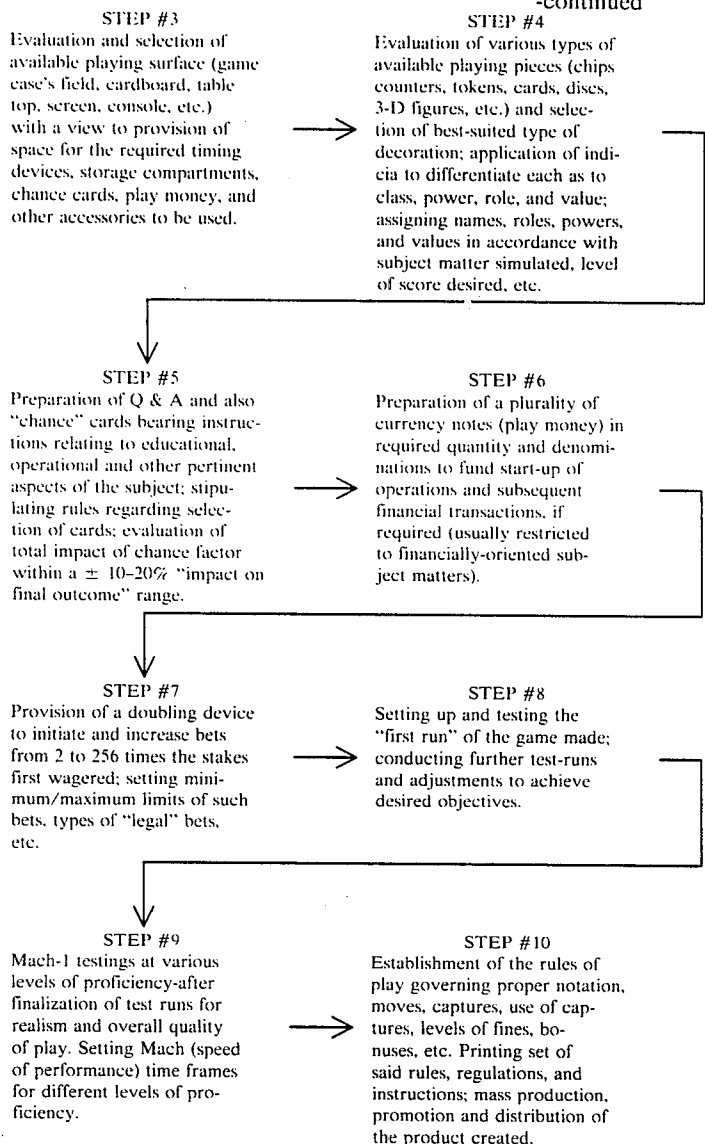 -continued
STEP #3
Evaluation and selection of
available playing surface (game
case's field, cardboard, table
top, screen, console, etc.)
with a view to provision of
space for the required timing
devices, storage compartments,
chance cards, play money, and
other accessories to be used.
STEP #4
Evaluation of various types of
available playing pieces (chips
counters, tokens, cards, discs,
3-D figures, etc.) and selec-
tion of best-suited type of
decoration; application of indi-
cia to differentiate each as to
class, power, role, and value;
assigning names, roles, powers,
and values in accordance with
subject matter simulated, level
of score desired, etc.
STEP #5
Preparation of Q & A and also
"chance" cards bearing instruc-
tions relating to educational,
operational and other pertinent
aspects of the subject; stipu-
lating rules regarding selec-
tion of cards; evaluation of
total impact of chance factor
within a ± 10-20% "impact on
final outcome" range.
STEP #6
Preparation of a plurality of
currency notes (play money) in
required quantity and denomi-
nations to fund start-up of
operations and subsequent
financial transactions, if
required (usually restricted
to financially-oriented sub-
ject matters).
STEP #7
Provision of a doubling device
to initiate and increase bets
from 2 to 256 times the stakes
first wagered; setting mini-
mum/maximum limits of such
bets, types of "legal" bets,
etc.
STEP #8
Setting up and testing the
"first run" of the game made;
conducting further test-runs
and adjustments to achieve
desired objectives.
STEP #9
Mach-1 testings at various
levels of proficiency-after
finalization of test runs for
realism and overall quality
of play. Setting Mach (speed
of performance) time frames
for different levels of pro-
ficiency.
STEP #10
Establishment of the rules of
play governing proper notation,
moves, captures, use of cap-
tures, levels of fines, bo-
nuses, etc. Printing set of
said rules, regulations, and
instructions; mass production,
promotion and distribution of
the product created.